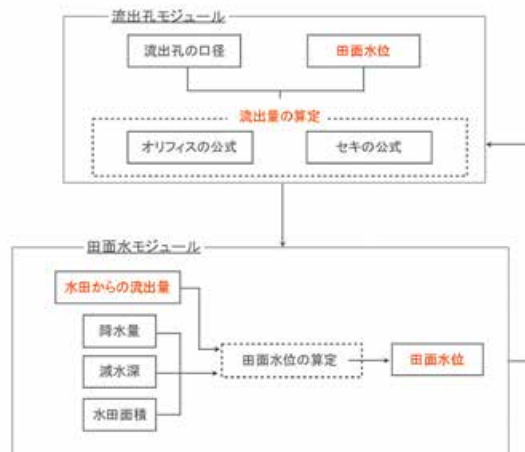 流出孔モジュール
流出孔の口径
田面水位
流出量の算定
オリフィスの公式
セキの公式
田面水モジュール
水田からの流出量
降水量
減水深
水田面積
田面水位の算定
田面水位